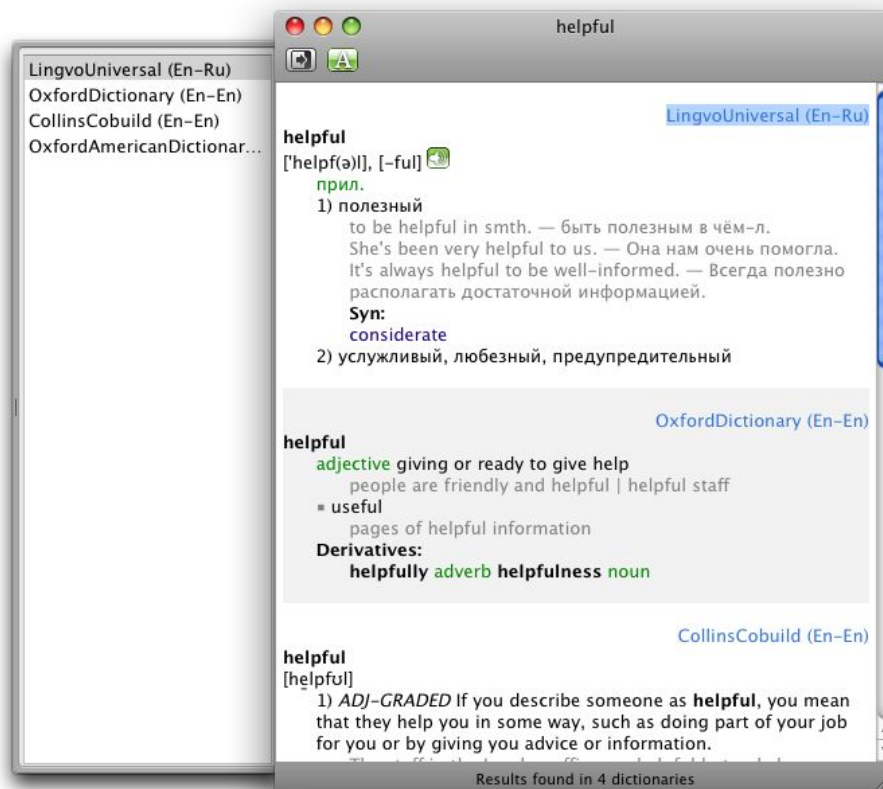 helpful
LingvoUniversal (En-Ru)
OxfordDictionary (En-En)
CollinsCobuild (En-En)
OxfordAmericanDictionar...
A
LingvoUniversal (En-Ru)
helpful
['helpf(ə)l], [-ful]
прил.
1) полезный
to be helpful in smth. — быть полезным в чём-л.
She's been very helpful to us. — Она нам очень помогла.
It's always helpful to be well-informed. — Всегда полезно
располагать достаточной информацией.
Syn:
considerate
2) услужливый, любезный, предупредительный
OxfordDictionary (En-En)
helpful
adjective giving or ready to give help
people are friendly and helpful | helpful staff
▪ useful
pages of helpful information
Derivatives:
helpfully adverb helpfulness noun
CollinsCobuild (En-En)
helpful
[he̱lpfʊl]
1) ADJ-GRADED If you describe someone as helpful, you mean
that they help you in some way, such as doing part of your job
for you or by giving you advice or information.
Results found in 4 dictionaries